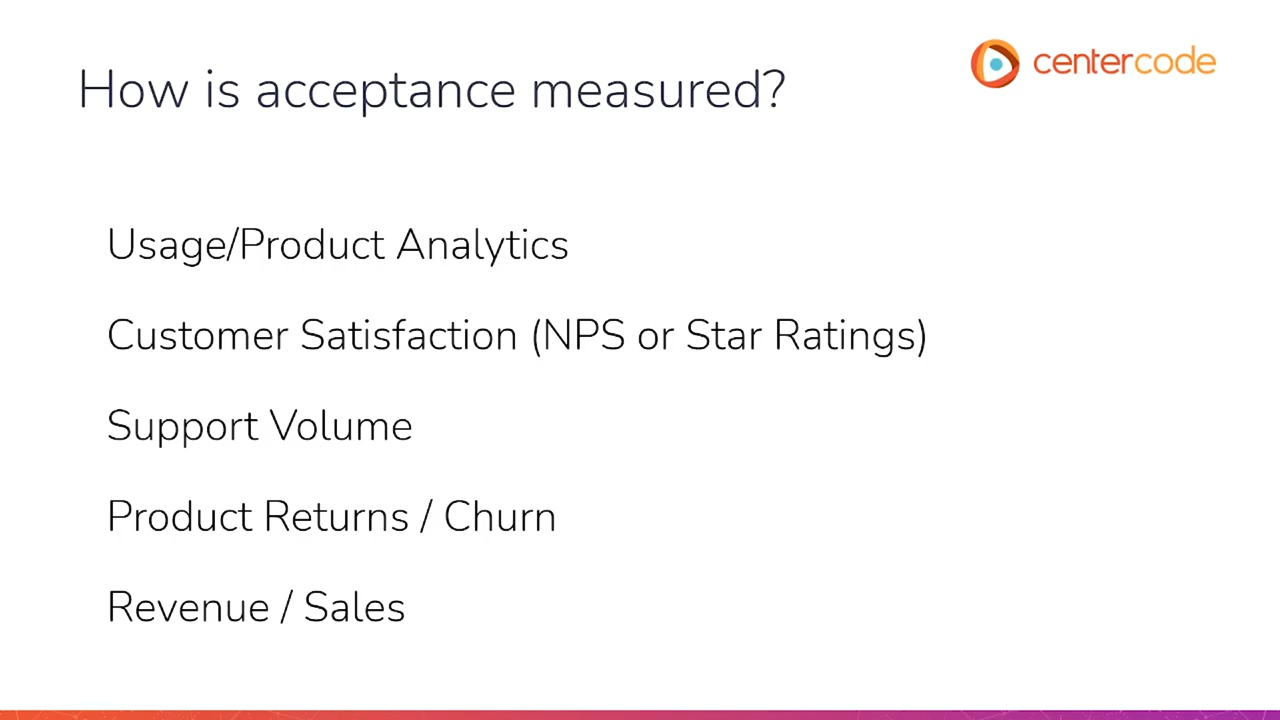 How is acceptance measured?
centercode
Usage/Product Analytics
Customer Satisfaction (NPS or Star Ratings)
Support Volume
Product Returns / Churn
Revenue / Sales